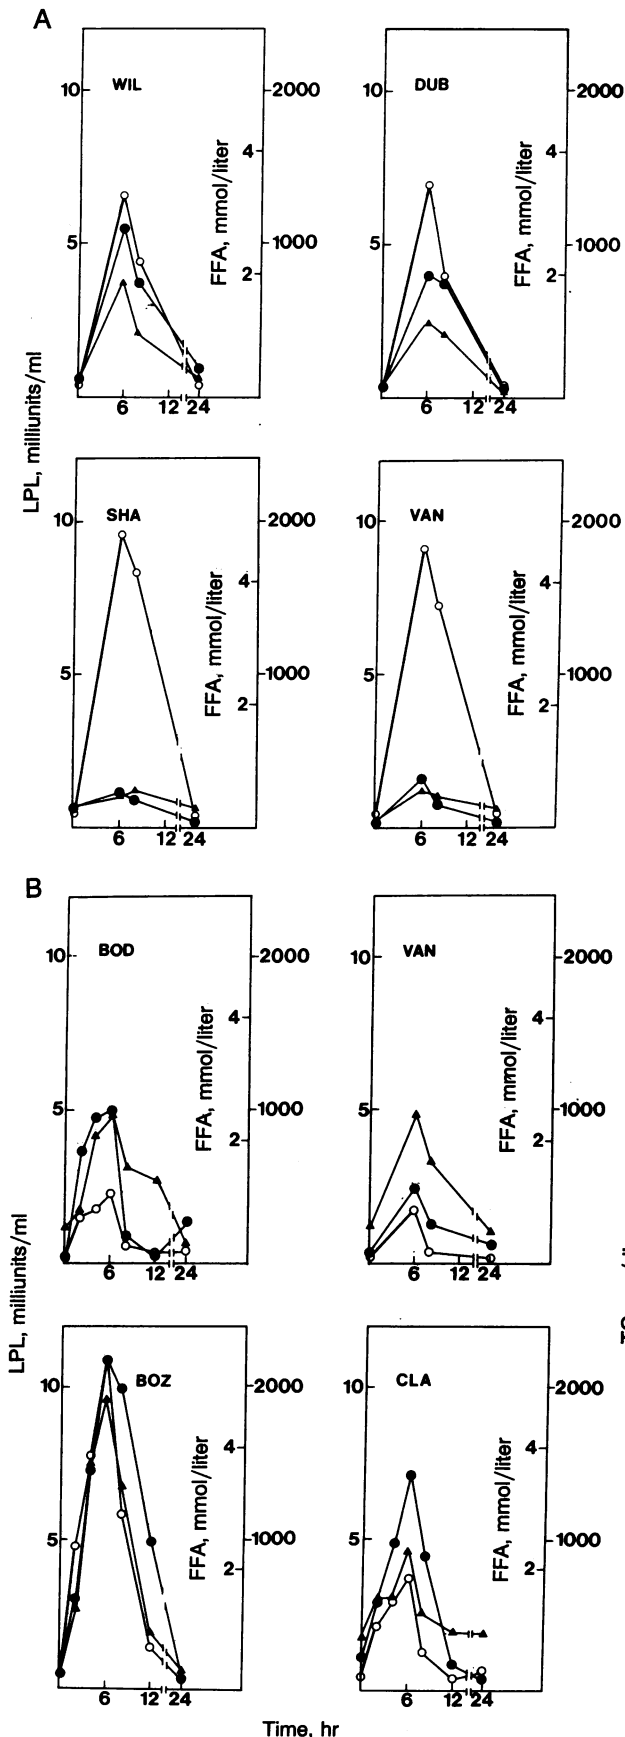 A
10 WIL 2000
4
5 FFA, mmol/liter 1000
2
6 12 24
10 DUB 2000
4
5 FFA, mmol/liter 1000
2
6 12 24
LPL, milliunits/ml
10 SHA 2000
4
5 FFA, mmol/liter 1000
2
6 12 24
10 VAN 2000
4
5 FFA, mmol/liter 1000
2
6 12 24
B
10 BOD 2000
4
5 FFA, mmol/liter 1000
2
6 12 24
10 VAN 2000
4
5 FFA, mmol/liter 1000
2
6 12 24
LPL, milliunits/ml
10 BOZ 2000
4
5 FFA, mmol/liter 1000
2
6 12 24
10 CLA 2000
4
5 FFA, mmol/liter 1000
2
6 12 24
Time, hr